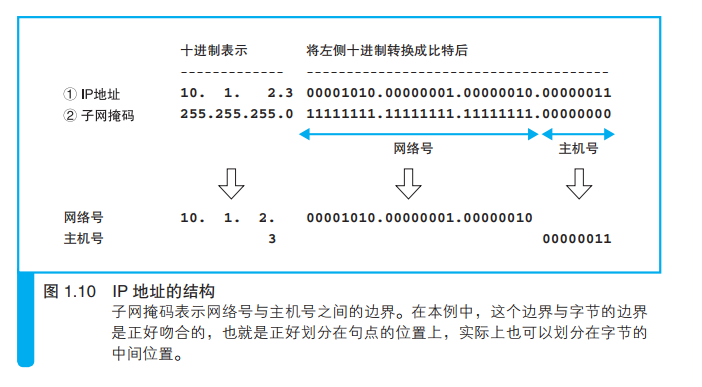 十进制表示 将左侧十进制转换成比特后
------------- --------------------------------------
① IP地址 10. 1. 2.3 00001010.00000001.00000010.00000011
② 子网掩码 255.255.255.0 11111111.11111111.11111111.00000000
网络号 主机号
网络号 10. 1. 2. 00001010.00000001.00000010
主机号 3 00000011
图 1.10 IP 地址的结构
子网掩码表示网络号与主机号之间的边界。在本例中，这个边界与字节的边界
是正好吻合的，也就是正好划分在句点的位置上，实际上也可以划分在字节的
中间位置。